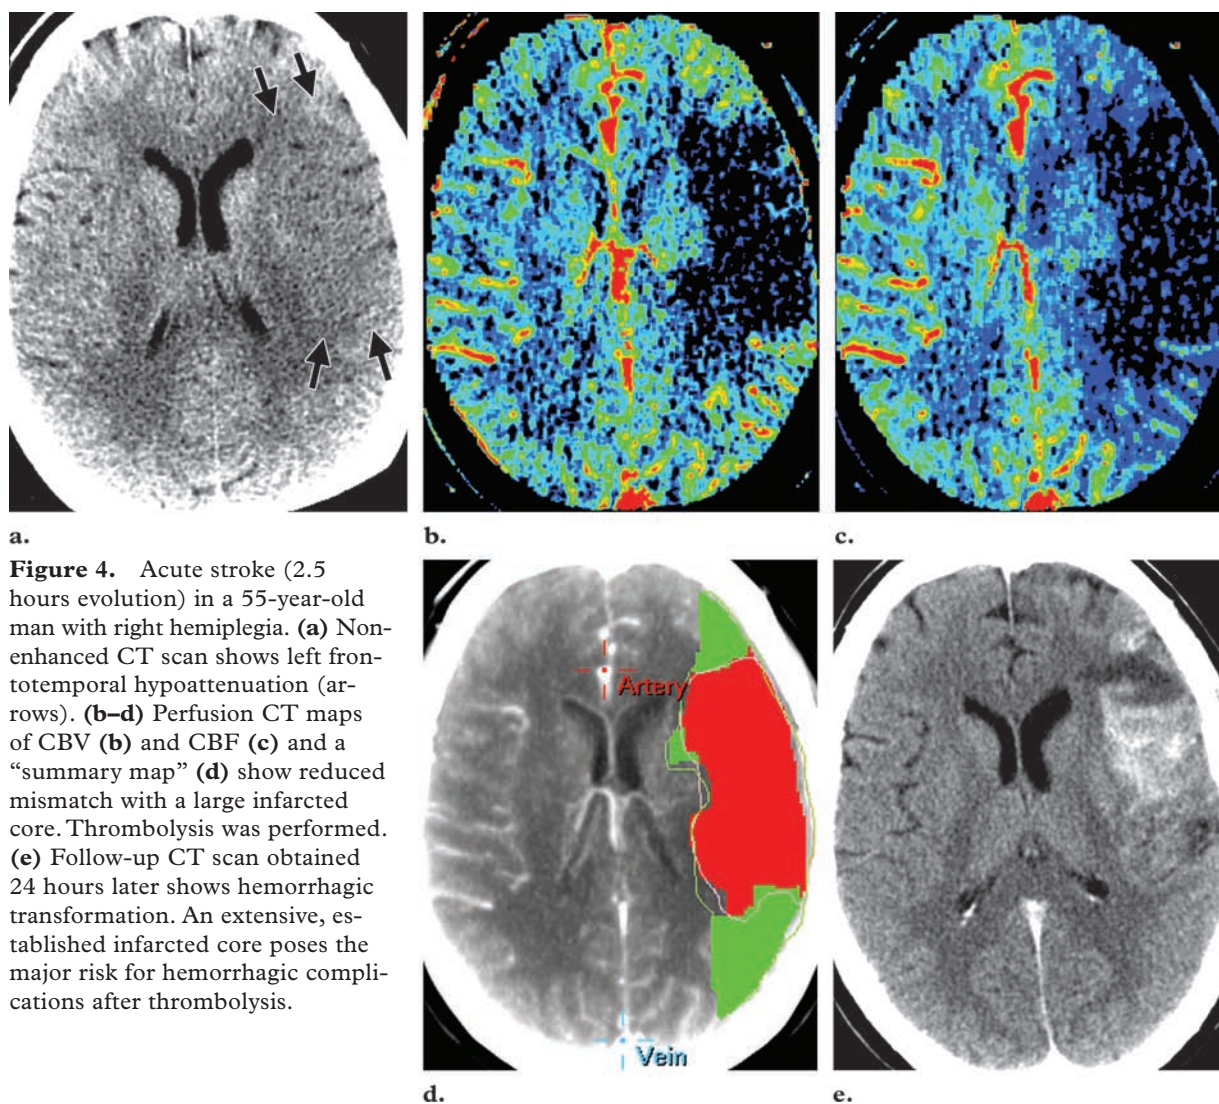 a.
b.
c.
Figure 4. Acute stroke (2.5
hours evolution) in a 55-year-old
man with right hemiplegia. (a) Non-
enhanced CT scan shows left fron-
totemporal hypoattenuation (ar-
rows). (b–d) Perfusion CT maps
of CBV (b) and CBF (c) and a
“summary map” (d) show reduced
mismatch with a large infarcted
core. Thrombolysis was performed.
(e) Follow-up CT scan obtained
24 hours later shows hemorrhagic
transformation. An extensive, es-
tablished infarcted core poses the
major risk for hemorrhagic compli-
cations after thrombolysis.
Artery
Vein
d.
e.